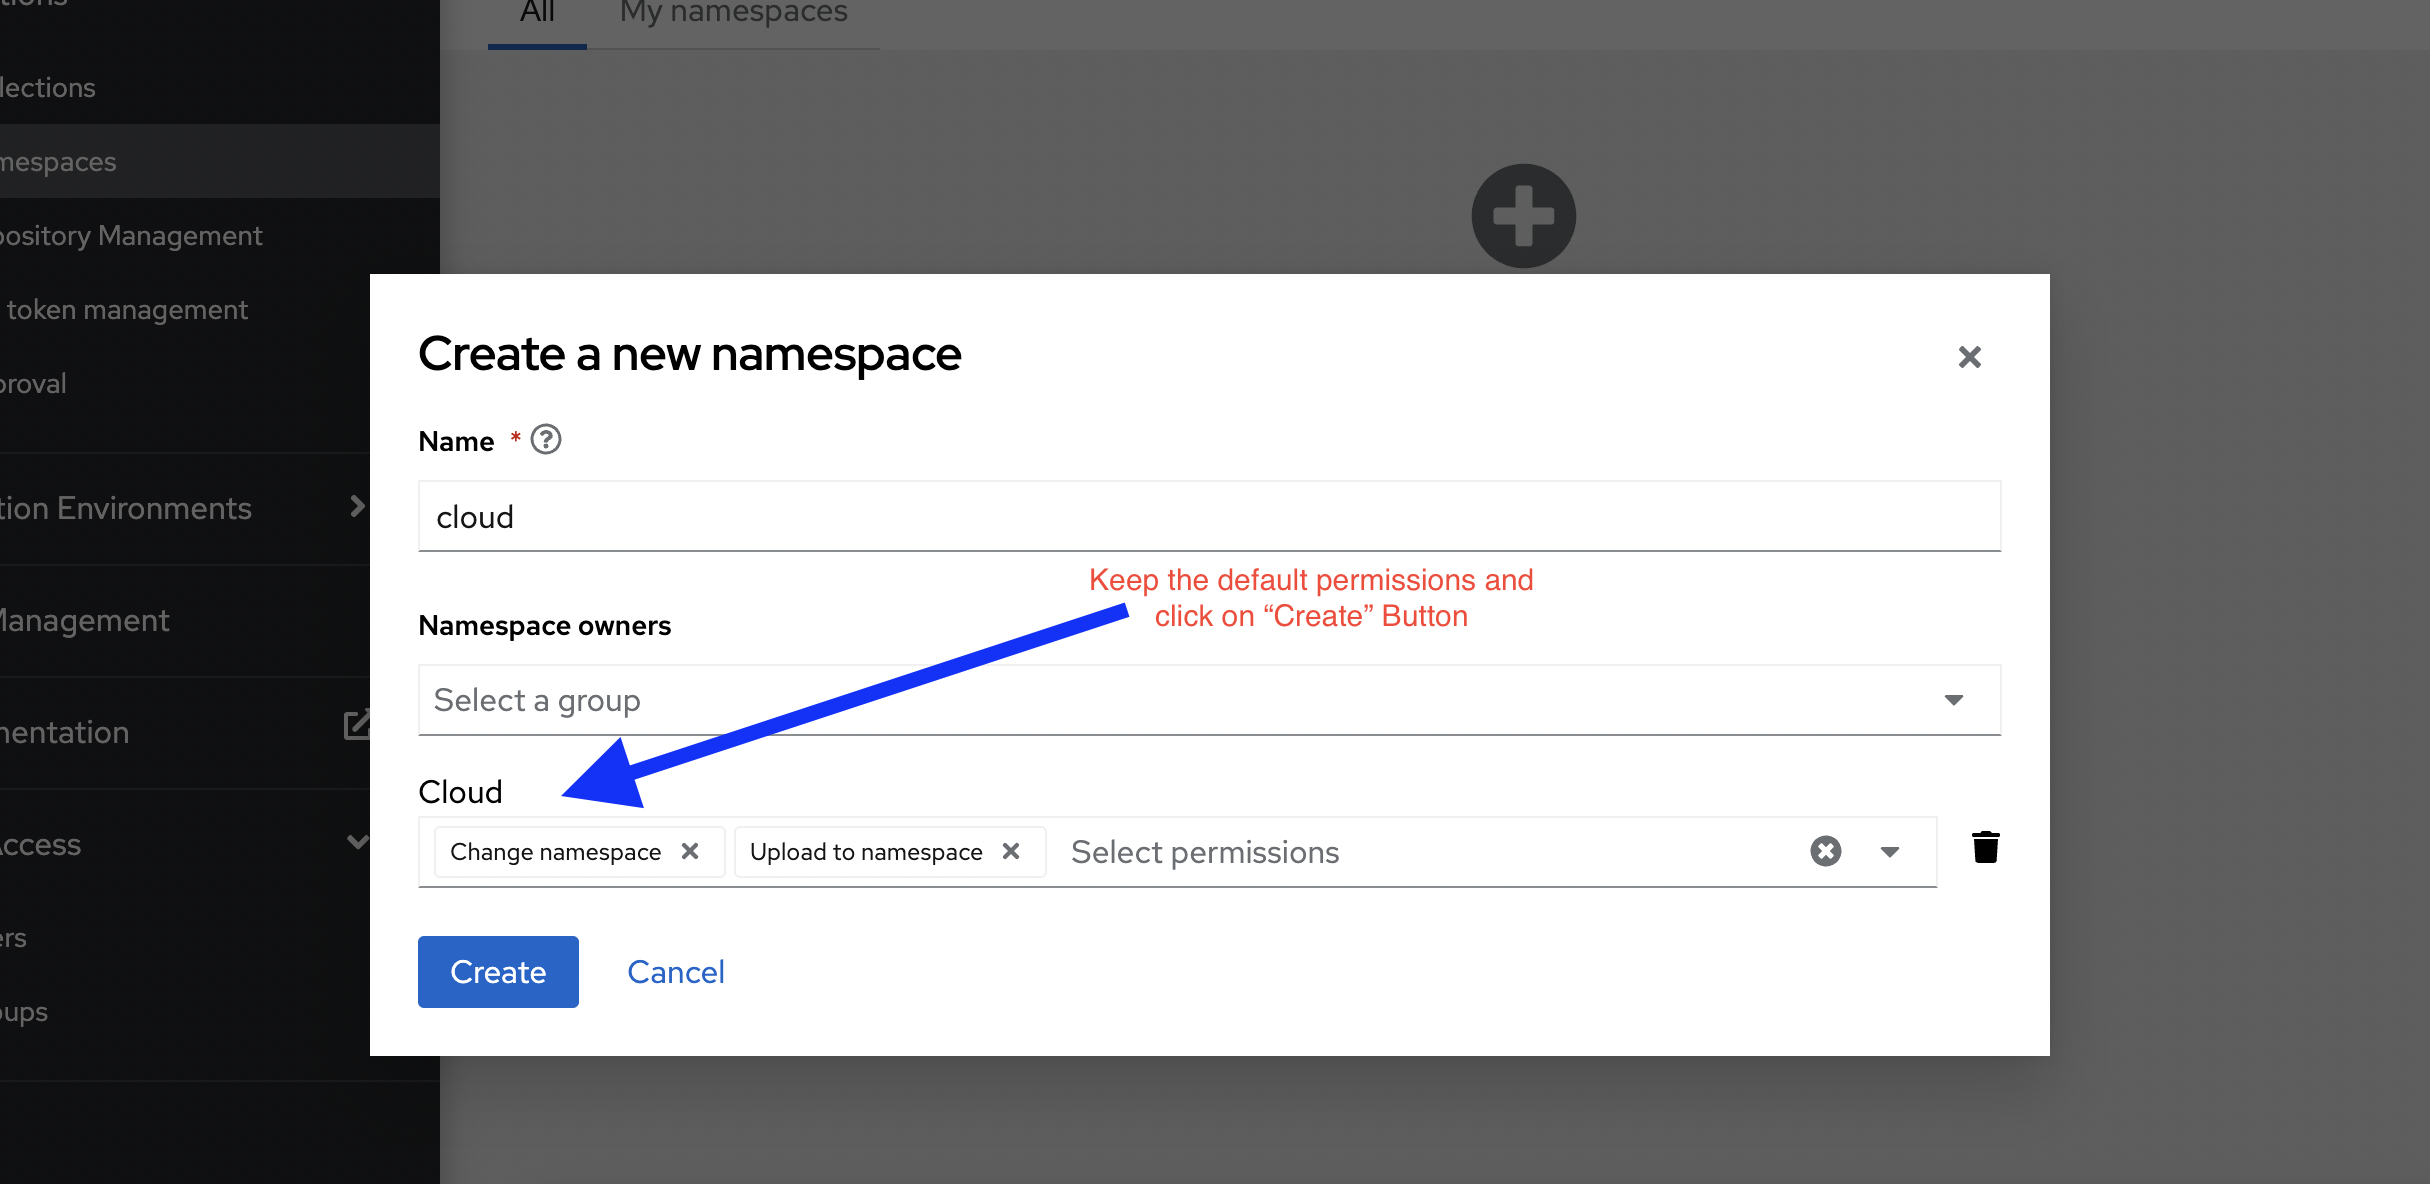 All
My namespaces
lections
mespaces
pository Management
token management
proval
tion Environments
Management
nentation
Access
ers
oups
Create a new namespace
Name *
cloud
Keep the default permissions and
click on “Create” Button
Namespace owners
Select a group
Cloud
Change namespace
Upload to namespace
Select permissions
Create
Cancel